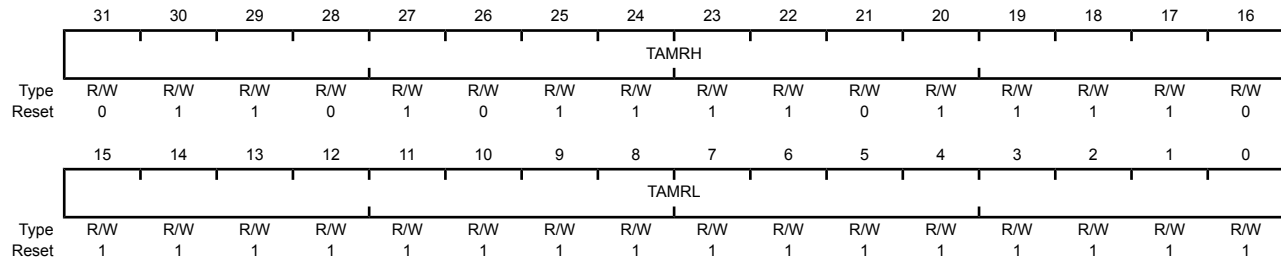 31 30 29 28 27 26 25 24 23 22 21 20 19 18 17 16
TAMRH
Type R/W R/W R/W R/W R/W R/W R/W R/W R/W R/W R/W R/W R/W R/W R/W R/W
Reset 0 1 1 0 1 0 1 1 1 1 0 1 1 1 1 0
15 14 13 12 11 10 9 8 7 6 5 4 3 2 1 0
TAMRL
Type R/W R/W R/W R/W R/W R/W R/W R/W R/W R/W R/W R/W R/W R/W R/W R/W
Reset 1 1 1 1 1 1 1 1 1 1 1 1 1 1 1 1